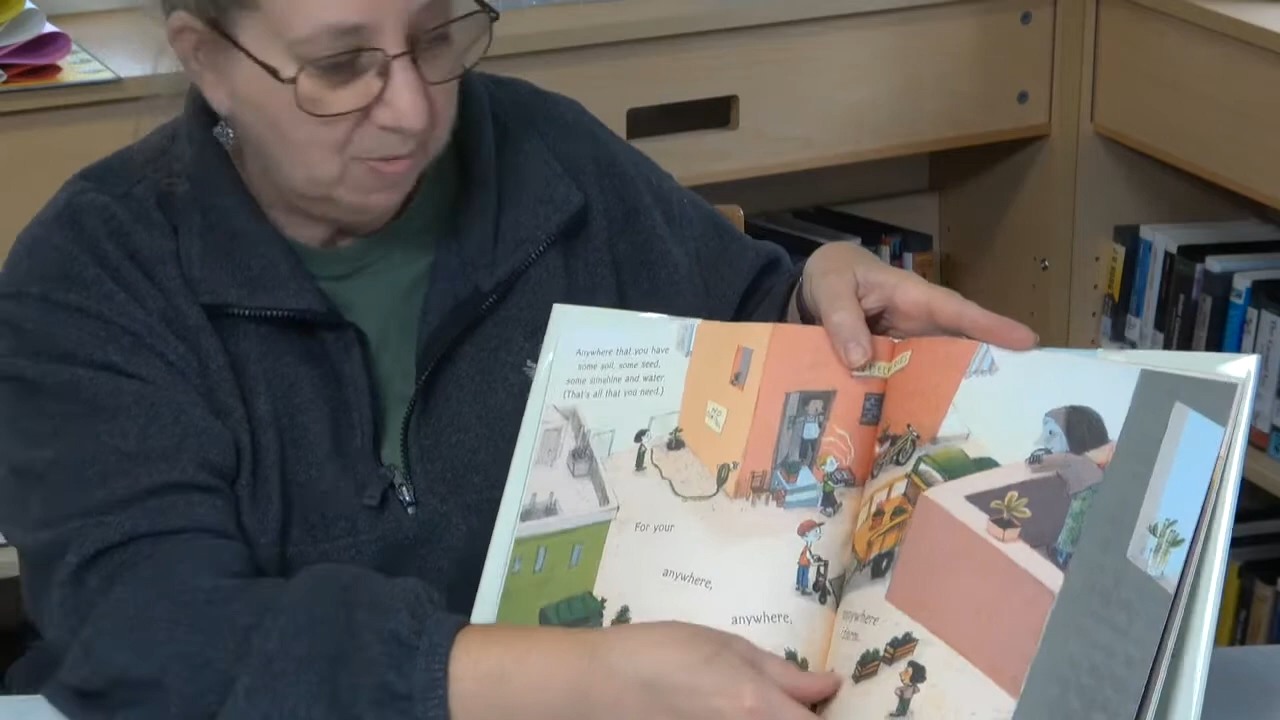 Anywhere that you have
some soil, some seed,
some sunshine and water
(That's all that you need.)
For your
anywhere,
anywhere,
anywhere
farm.